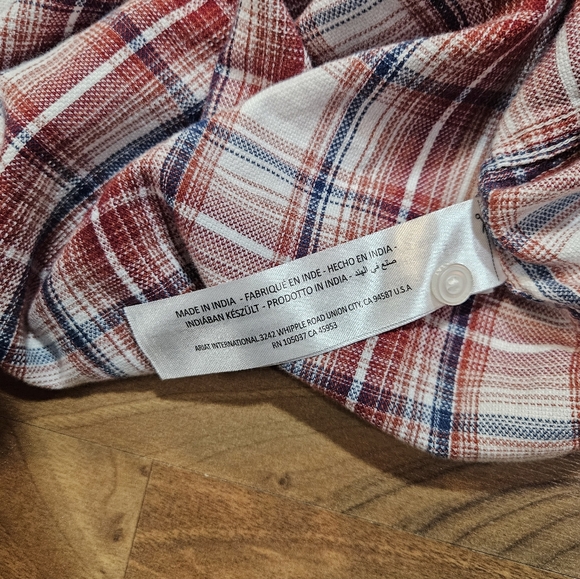 MADE IN INDIA - FABRIQUÉ EN INDE - HECHO EN INDIA -
INDIÁBAN KÉSZÜLT - PRODOTTO IN INDIA - صنع في الهند
ARIAT INTERNATIONAL 3242 WHIPPLE ROAD UNION CITY, CA 94587 U.S.A
RN 105037 CA 45953